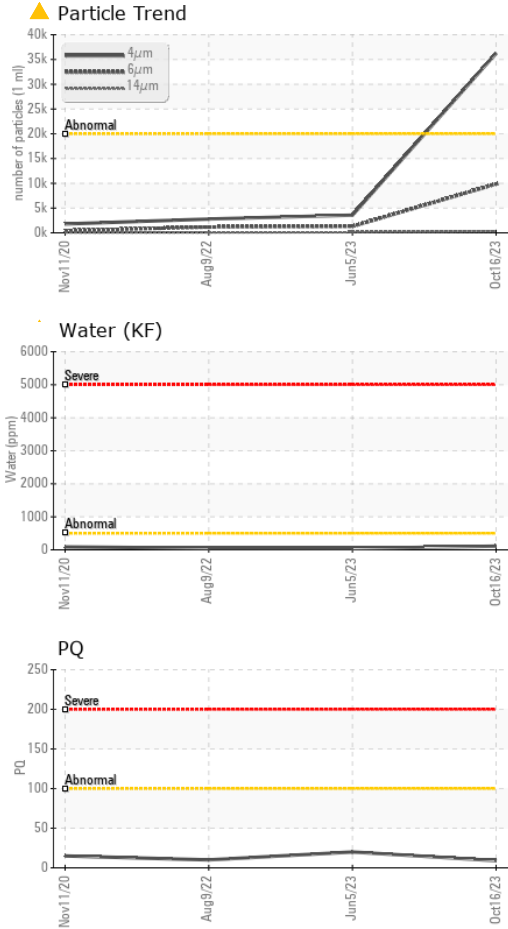 Particle Trend
number of particles (1 ml)
40k
35k
30k
25k
20k
15k
10k
5k
0k
4µm
6µm
14µm
Abnormal
Nov11/20
Aug9/22
Jun5/23
Oct16/23
Water (KF)
Water (ppm)
6000
5000
4000
3000
2000
1000
0
Severe
Abnormal
Nov11/20
Aug9/22
Jun5/23
Oct16/23
PQ
PQ
250
200
150
100
50
0
Severe
Abnormal
Nov11/20
Aug9/22
Jun5/23
Oct16/23